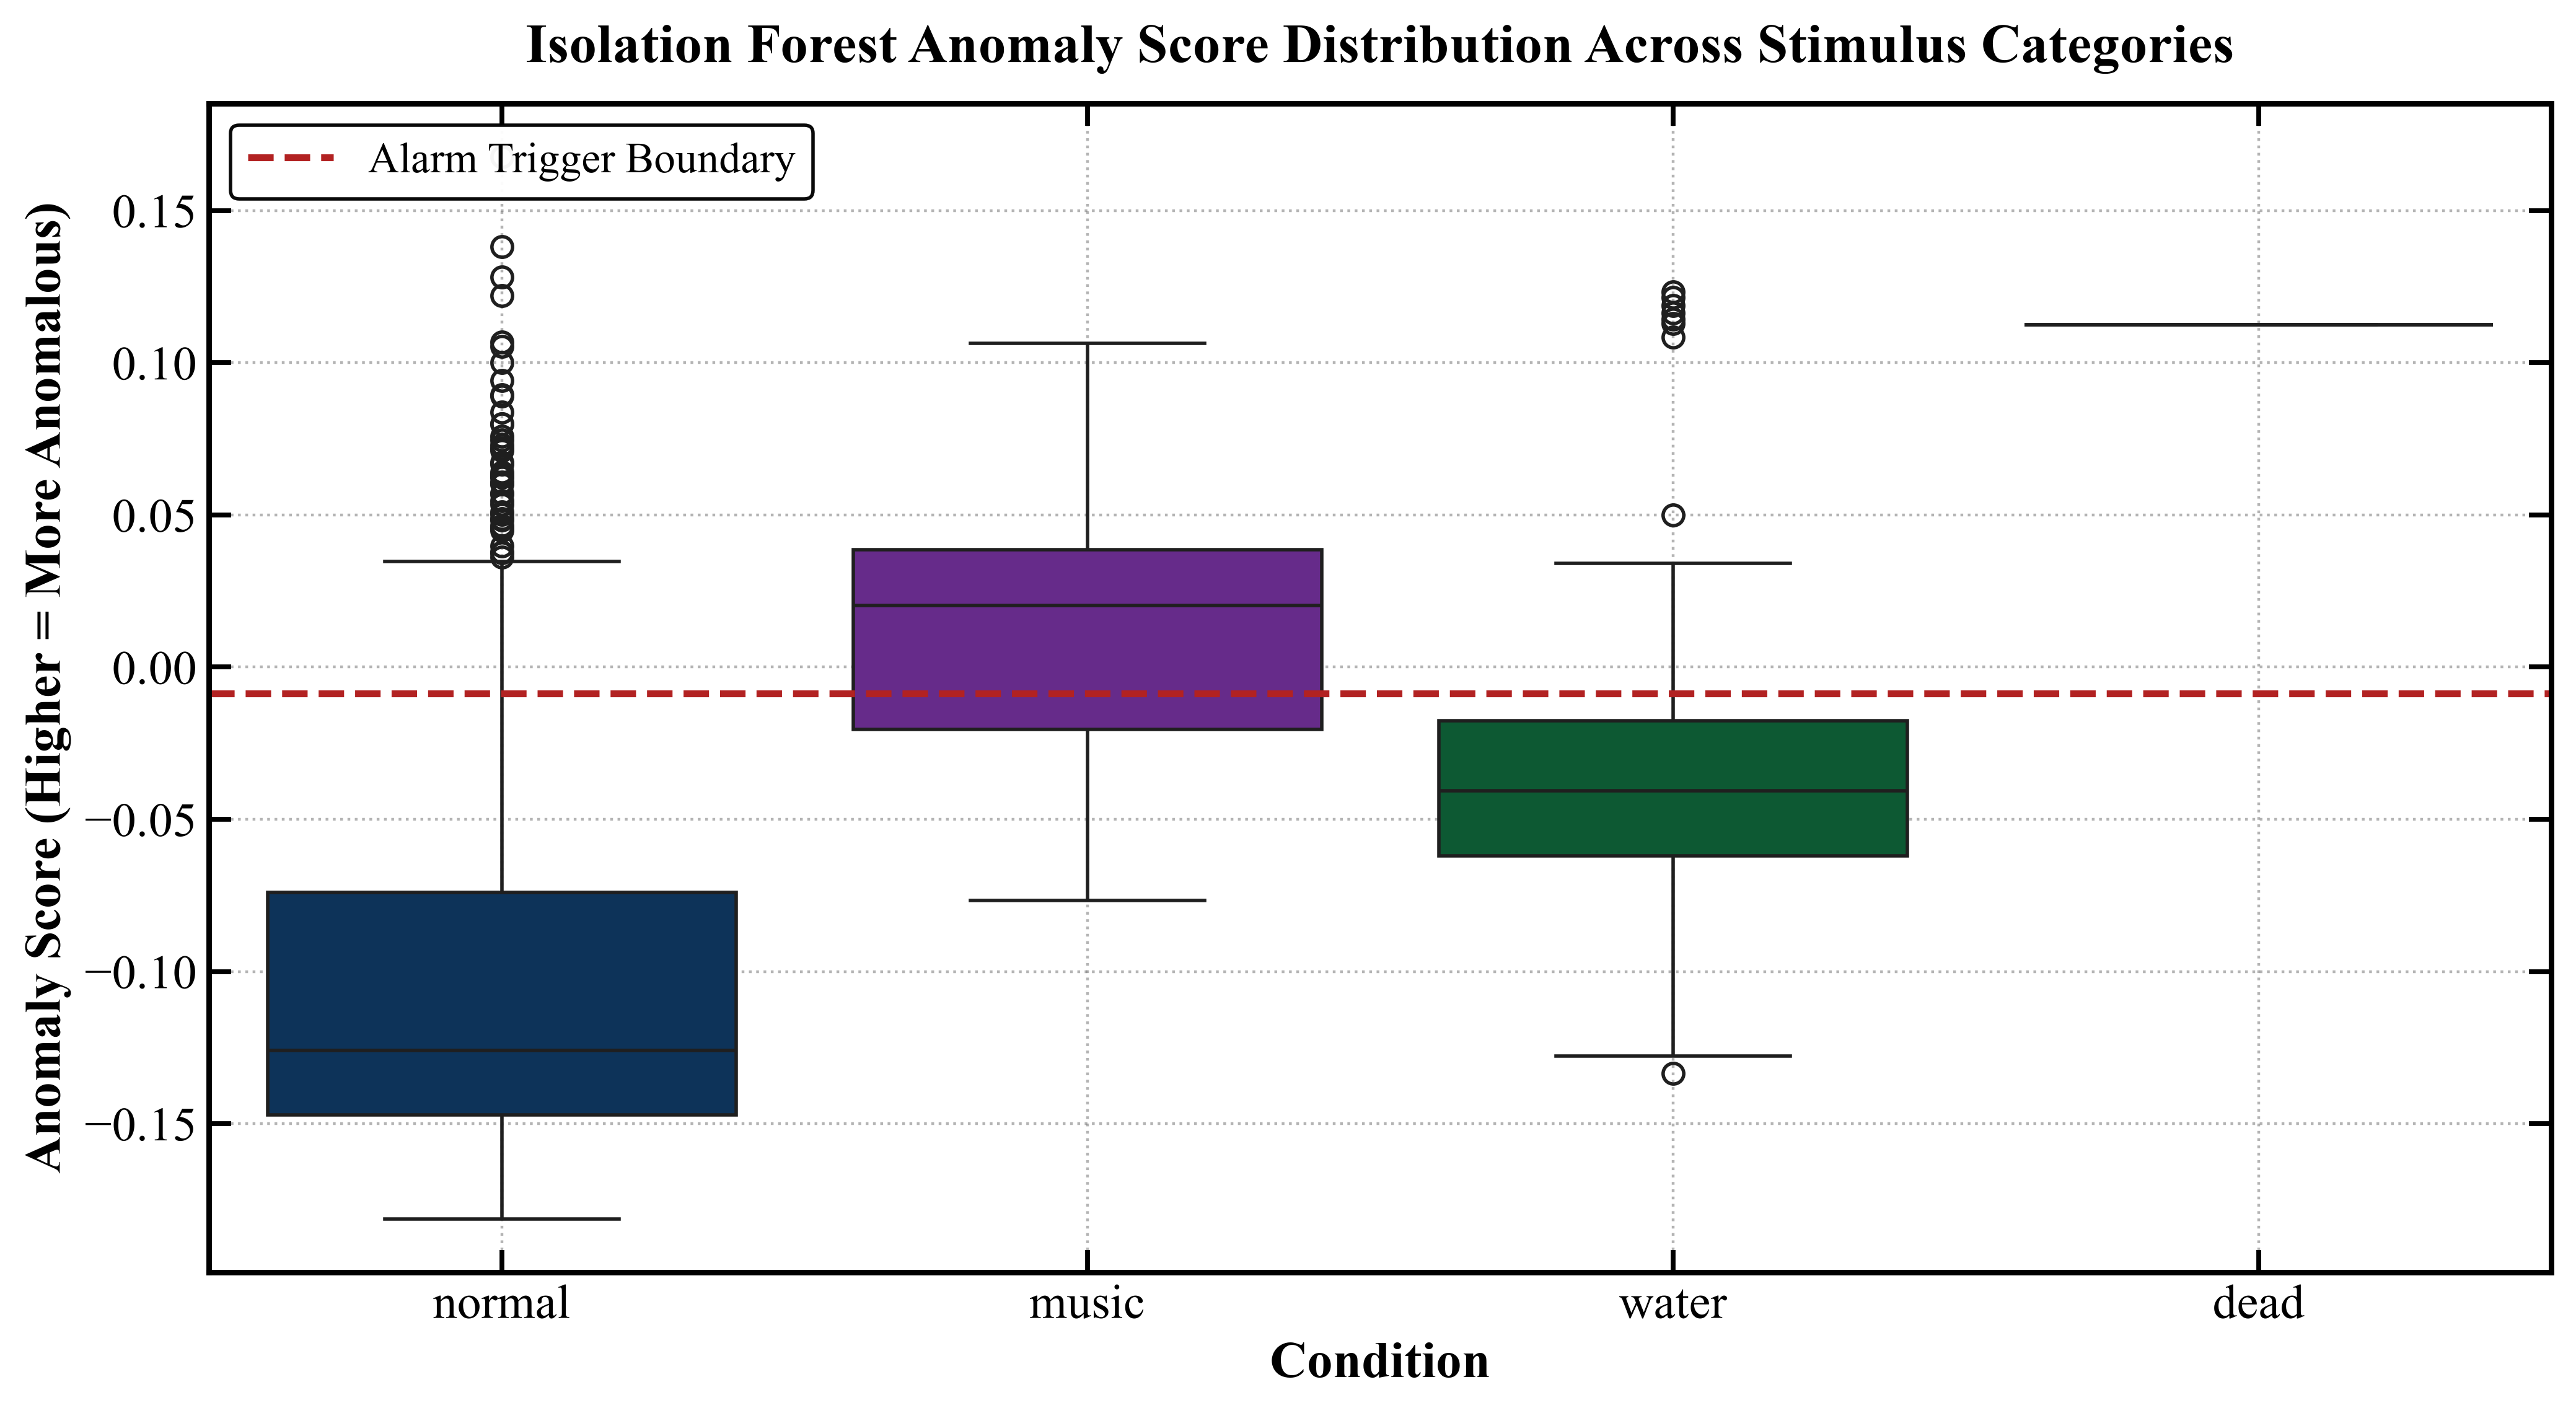 Isolation Forest Anomaly Score Distribution Across Stimulus Categories
Alarm Trigger Boundary
Anomaly Score (Higher = More Anomalous)
0.15
0.10
0.05
0.00
−0.05
−0.10
−0.15
normal music water dead
Condition